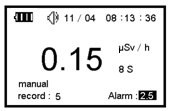 11 / 04 08 : 13 : 36
0.15 μSv / h
8 S
manual
record : 5 Alarm : 2.5